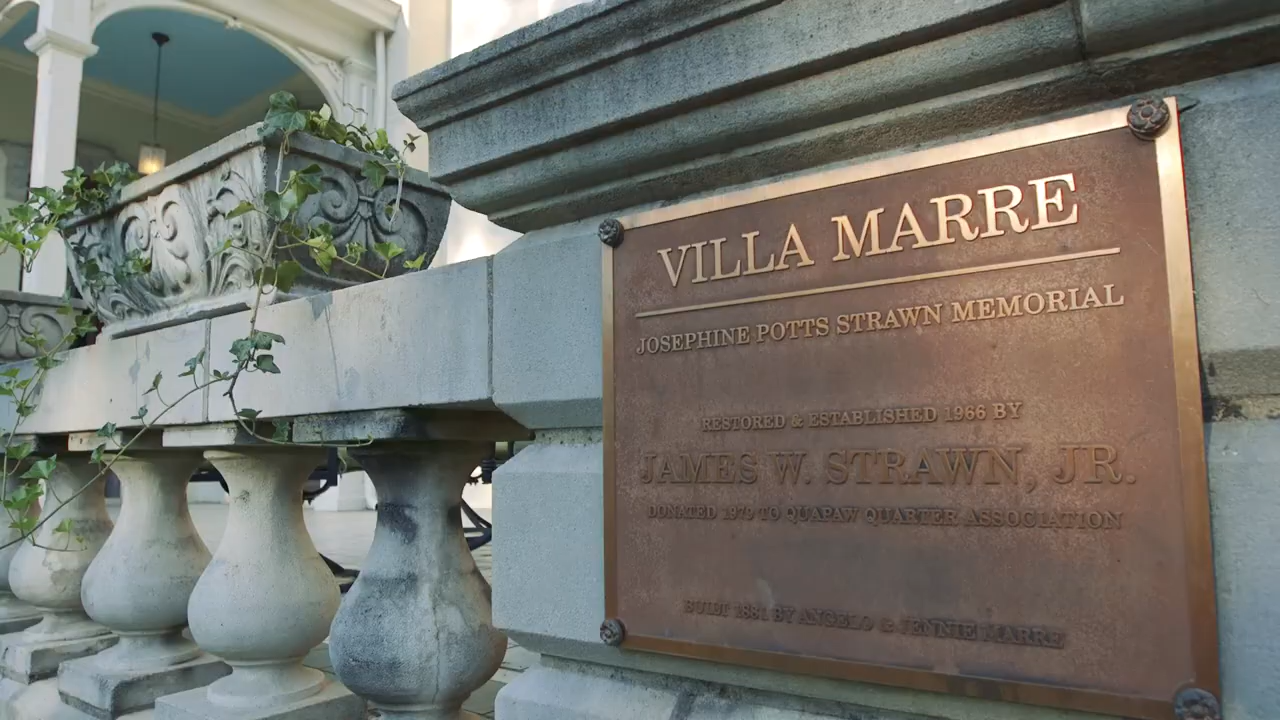 VILLA MARRE
JOSEPHINE POTTS STRAWN MEMORIAL
RESTORED & ESTABLISHED 1966 BY
JAMES W. STRAWN, JR.
DONATED 1979 TO QUAPAW QUARTER ASSOCIATION
BUILT 1881 BY ANGELO & JENNIE MARRE